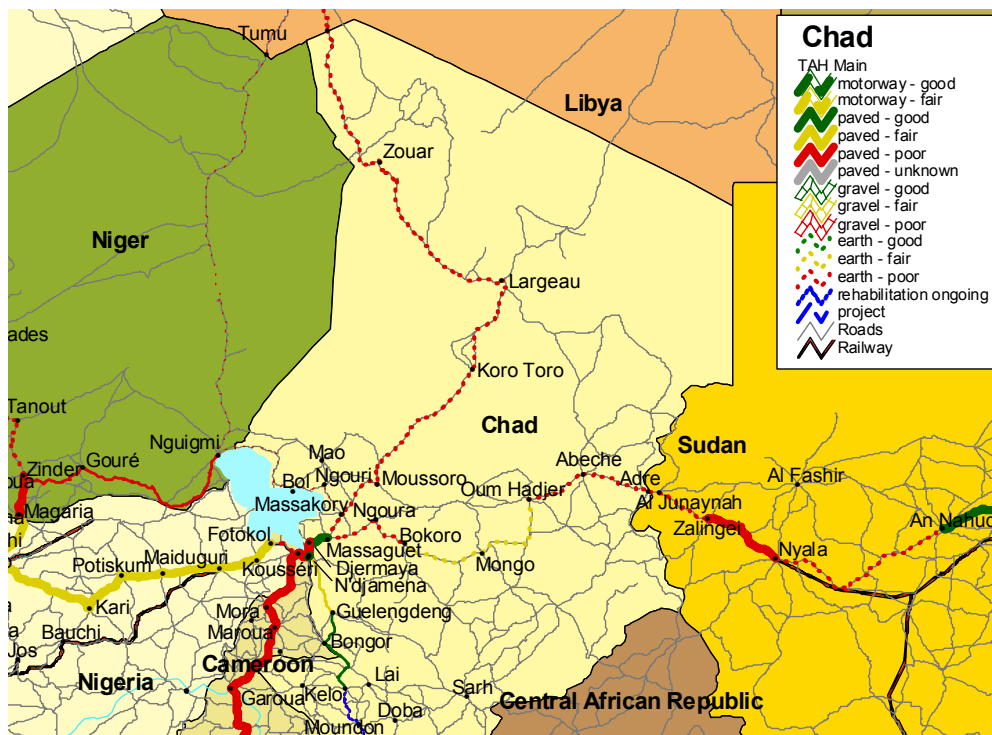 Chad
TAH Main
motorway - good
motorway - fair
paved - good
paved - fair
paved - poor
paved - unknown
gravel - good
gravel - fair
gravel - poor
earth - good
earth - fair
earth - poor
rehabilitation ongoing
project
Roads
Railway
Tumu
Libya
Zouar
Niger
Largeau
ades
Koro Toro
Tanout
Chad
Nguigmi
Gouré
Zinder
Mao
Abeche
Sudan
Ngouri
Moussoro
Al Fashir
oua
Bol
Oum Hadjer
Adre
Magaria
Massakory
Al Junaynah
Ngoura
Zalingei
An Nahud
hi
Fotokol
Bokoro
Massaguet
Maiduguri
Nyala
Potiskum
Kousséri
Djermaya
Mongo
N'djamena
Kari
Mora
Guelengdeng
Bauchi
Maroua
Bongor
Jos
Cameroon
Nigeria
Lai
Garoua
Kelo
Sarh
Central African Republic
Doba
Moundon